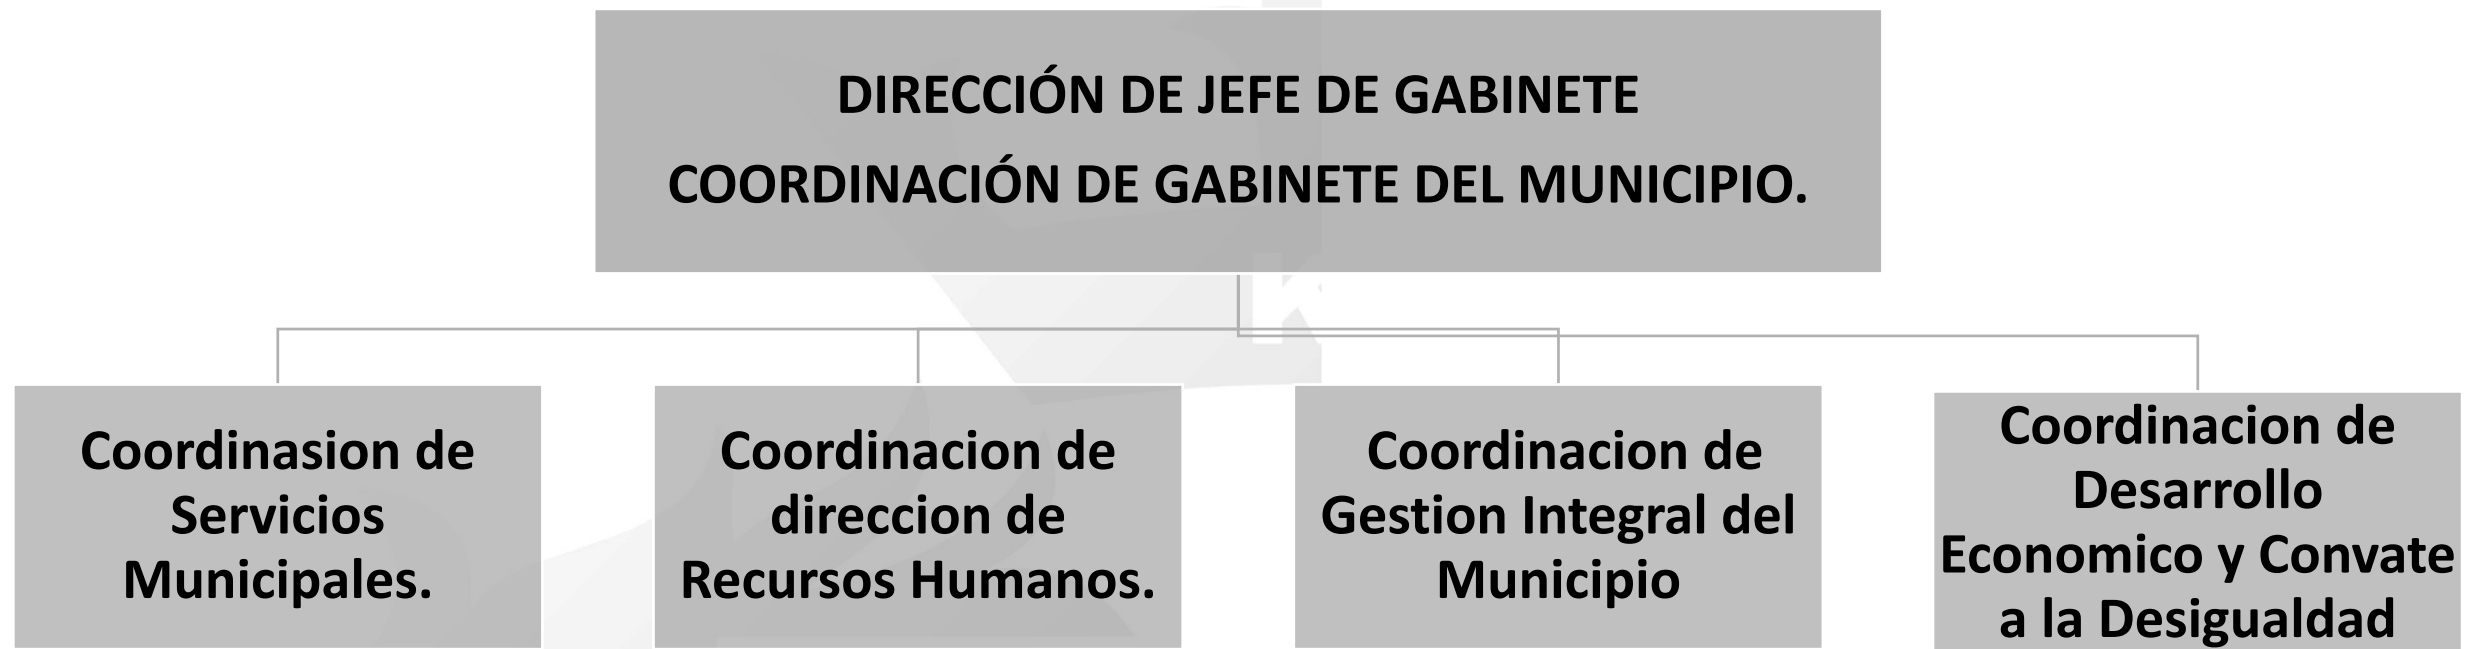 DIRECCIÓN DE JEFE DE GABINETE
COORDINACIÓN DE GABINETE DEL MUNICIPIO.
Coordinasion de
Servicios
Municipales.
Coordinacion de
direccion de
Recursos Humanos.
Coordinacion de
Gestion Integral del
Municipio
Coordinacion de
Desarrollo
Economico y Convate
a la Desigualdad